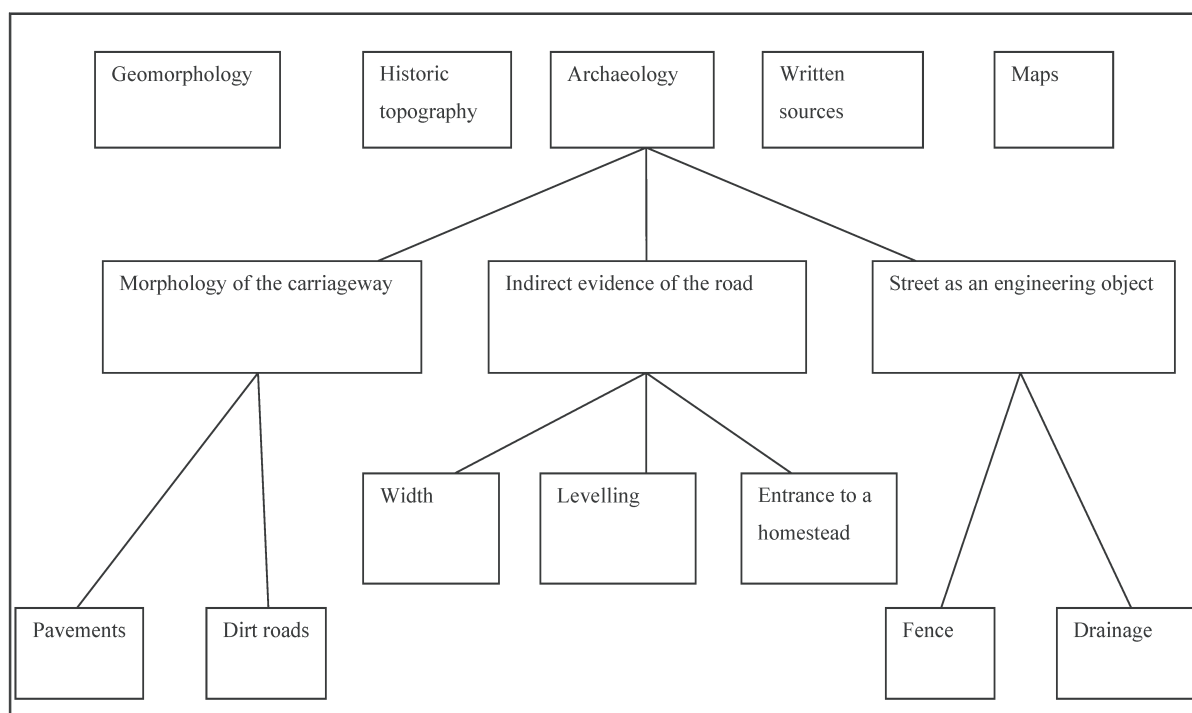 Geomorphology
Historic
topography
Archaeology
Written
sources
Maps
Morphology of the carriageway
Indirect evidence of the road
Street as an engineering object
Width
Levelling
Entrance to a
homestead
Pavements
Dirt roads
Fence
Drainage